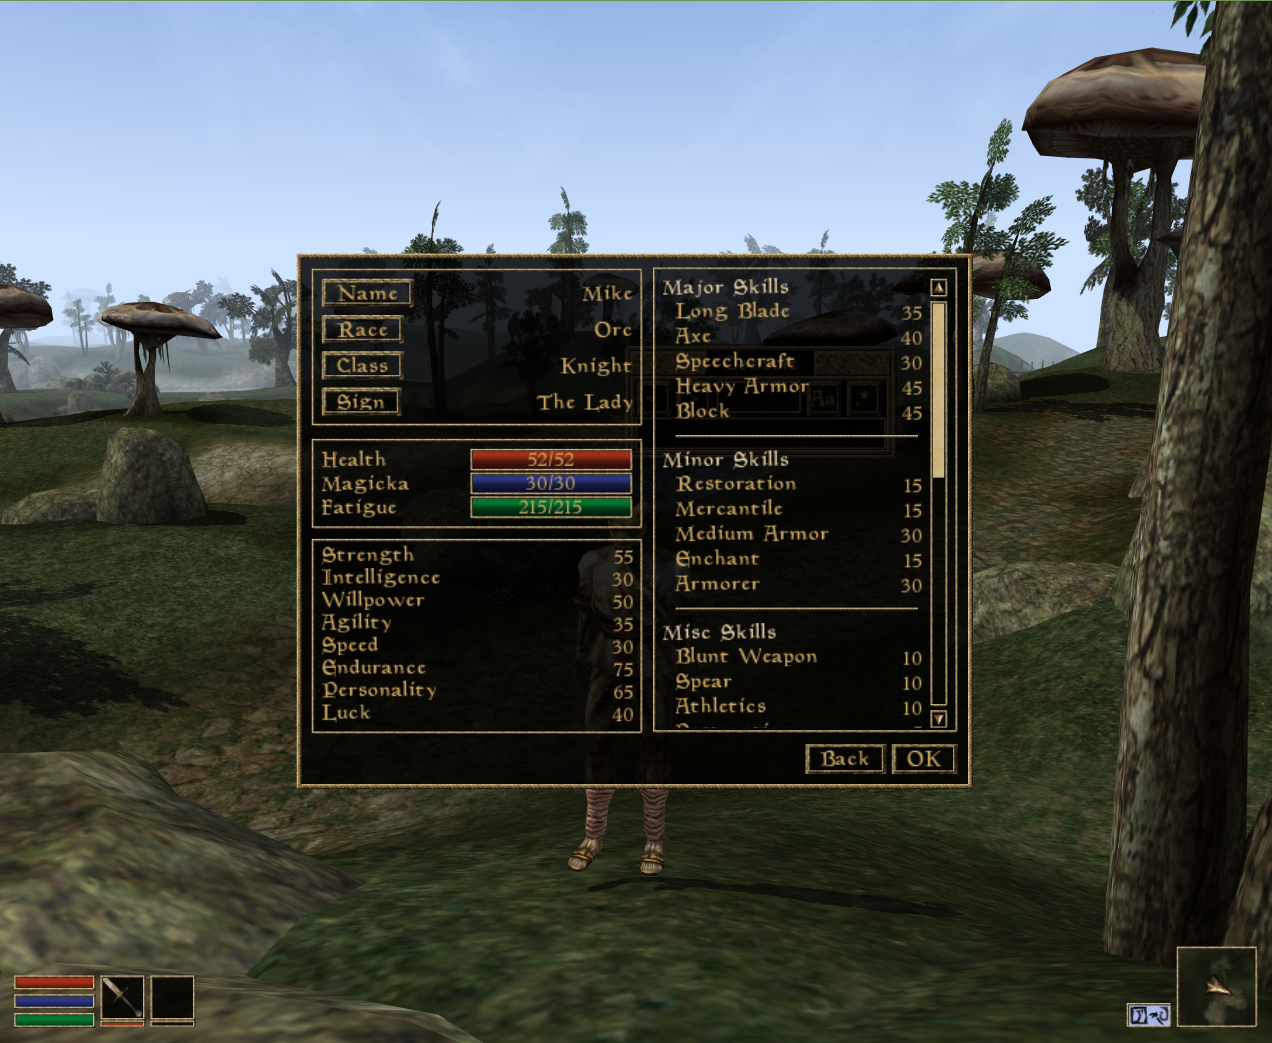 Name Mike
Race Orc
Class Knight
Sign The Lady
Health 52/52
Magicka 30/30
Fatigue 215/215
Strength 55
Intelligence 30
Willpower 50
Agility 35
Speed 30
Endurance 75
Personality 65
Luck 40
Major Skills
Long Blade 35
Axe 40
Speechcraft 30
Heavy Armor 45
Block 45
Minor Skills
Restoration 15
Mercantile 15
Medium Armor 30
Enchant 15
Armorer 30
Misc Skills
Blunt Weapon 10
Spear 10
Athletics 10
Back OK
Aa